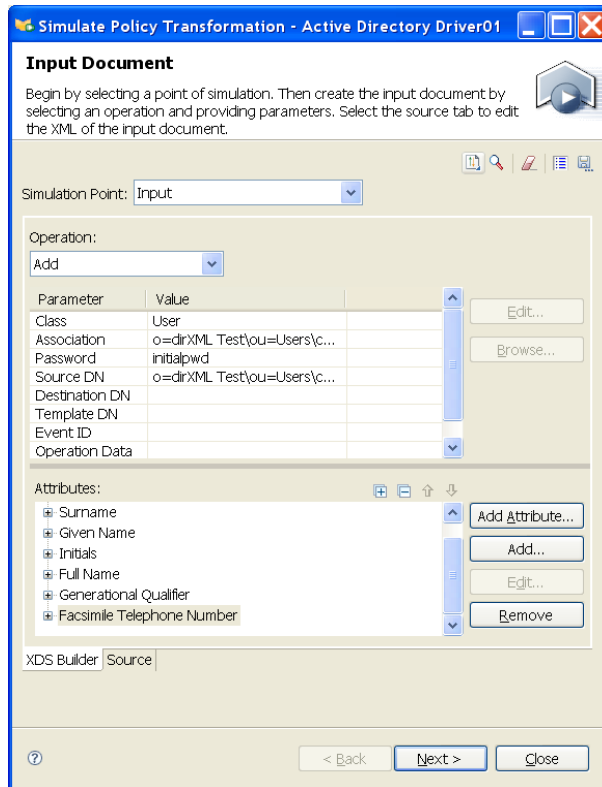 Simulate Policy Transformation - Active Directory Driver01
Input Document
Begin by selecting a point of simulation. Then create the input document by
selecting an operation and providing parameters. Select the source tab to edit
the XML of the input document.
Simulation Point: Input
Operation:
Add
Parameter Value
Class User
Edit...
Association o=dirXML Test\ou=Users\c...
Password initialpwd
Browse...
Source DN o=dirXML Test\ou=Users\c...
Destination DN
Template DN
Event ID
Operation Data
Attributes:
Surname
Add Attribute...
Given Name
Initials
Add...
Full Name
Edit...
Generational Qualifier
Facsimile Telephone Number
Remove
XDS Builder Source
< Back Next > Close